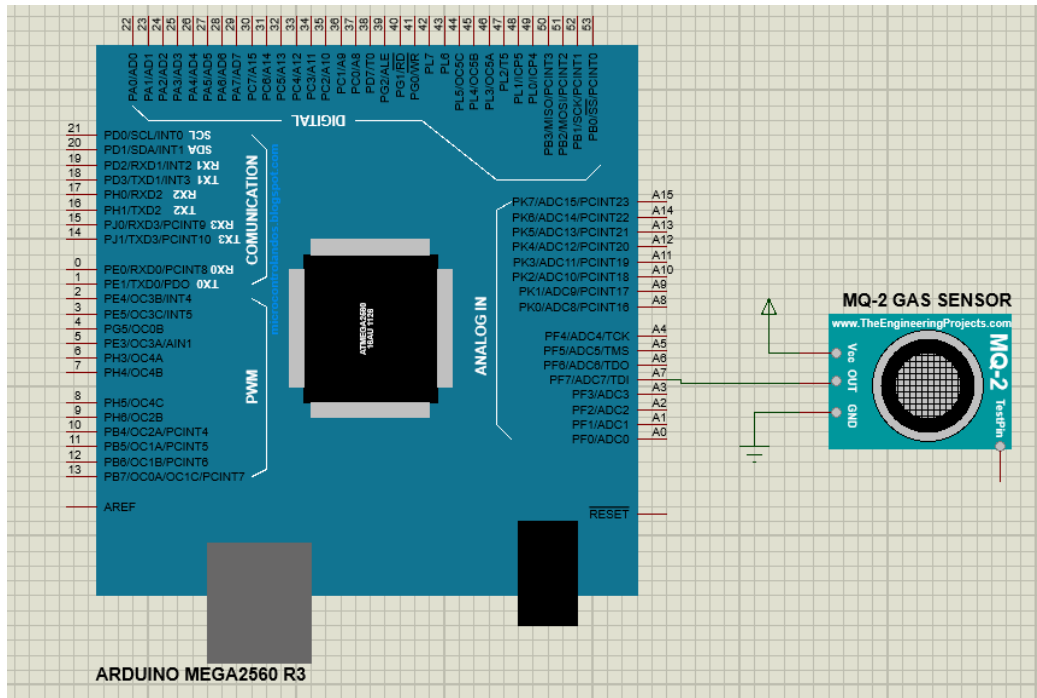 22 23 24 25 26 27 28 29 30 31 32 33 34 35 36 37 38 39 40 41 42 43 44 45 46 47 48 49 50 51 52 53
PA0/AD0
PA1/AD1
PA2/AD2
PA3/AD3
PA4/AD4
PA5/AD5
PA6/AD6
PA7/AD7
PC7/A15
PC6/A14
PC5/A13
PC4/A12
PC3/A11
PC2/A10
PC1/A9
PC0/A8
PD7/T0
PG2/ALE
PG1/RD
PG0/WR
PL7
PL6
PL5/OC5C
PL4/OC5B
PL3/OC5A
PL2/T5
PL1/ICP5
PL0/ICP4
PB3/MISO/PCINT3
PB2/MOSI/PCINT2
PB1/SCK/PCINT1
PB0/SS/PCINT0
DIGITAL
21 PD0/SCL/INT0 SCL
20 PD1/SDA/INT1 SDA
19 PD2/RXD1/INT2 RX1
18 PD3/TXD1/INT3 TX1
17 PH0/RXD2 RX2
16 PH1/TXD2 TX2
15 PJ0/RXD3/PCINT9 RX3
14 PJ1/TXD3/PCINT10 TX3
0 PE0/RXD0/PCINT8 RX0
1 PE1/TXD0/PDO TX0
2 PE4/OC3B/INT4
3 PE5/OC3C/INT5
4 PG5/OC0B
5 PE3/OC3A/AIN1
6 PH3/OC4A
7 PH4/OC4B
8 PH5/OC4C
9 PH6/OC2B
10 PB4/OC2A/PCINT4
11 PB5/OC1A/PCINT5
12 PB6/OC1B/PCINT6
13 PB7/OC0A/OC1C/PCINT7
AREF
COMUNICATION
PWM
microcontrolandos.blogspot.com
ATMEGA2560
16AU 1126
ANALOG IN
PK7/ADC15/PCINT23 A15
PK6/ADC14/PCINT22 A14
PK5/ADC13/PCINT21 A13
PK4/ADC12/PCINT20 A12
PK3/ADC11/PCINT19 A11
PK2/ADC10/PCINT18 A10
PK1/ADC9/PCINT17 A9
PK0/ADC8/PCINT16 A8
PF4/ADC4/TCK A4
PF5/ADC5/TMS A5
PF6/ADC6/TDO A6
PF7/ADC7/TDI A7
PF3/ADC3 A3
PF2/ADC2 A2
PF1/ADC1 A1
PF0/ADC0 A0
RESET
ARDUINO MEGA2560 R3
MQ-2 GAS SENSOR
www.TheEngineeringProjects.com
Vcc
OUT
GND
MQ-2
TestPin